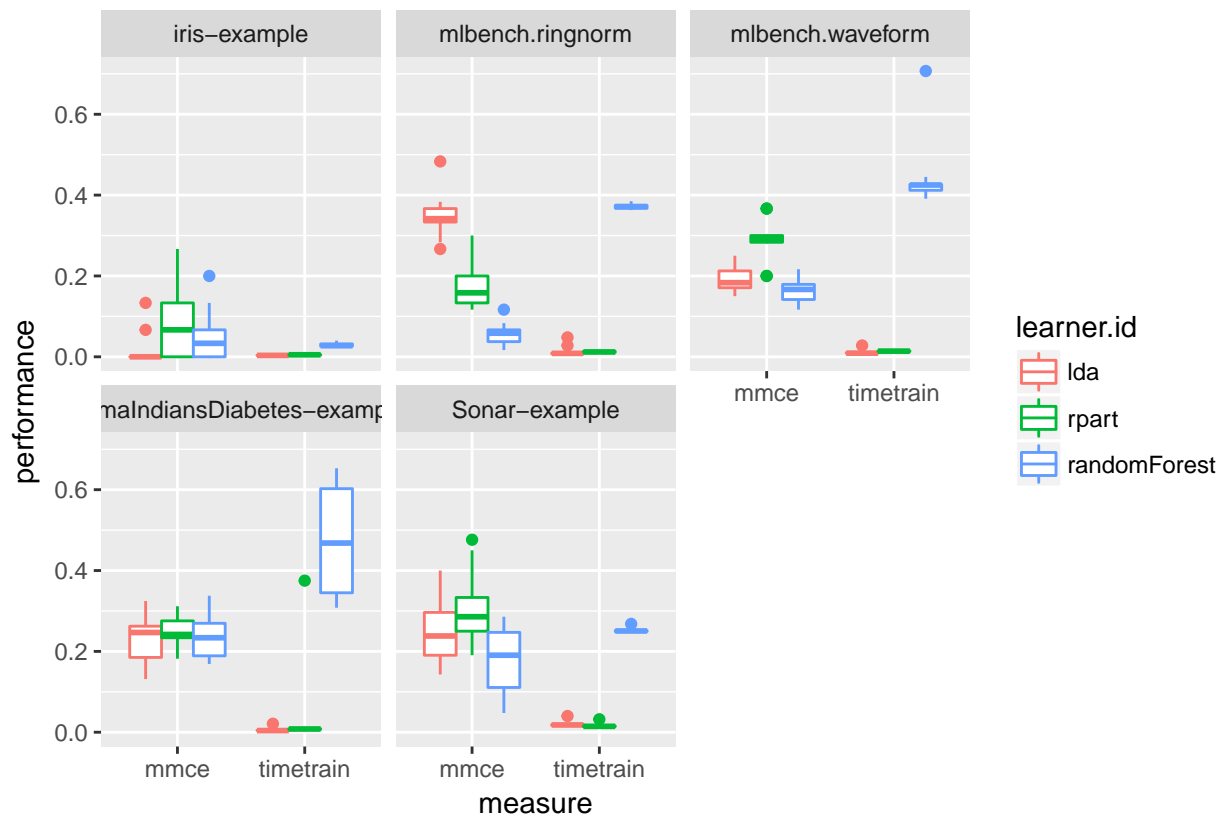 iris−example
mlbench.ringnorm
mlbench.waveform
0.6
0.4
0.2
0.0
mmce
timetrain
maIndiansDiabetes−examp
Sonar−example
0.6
0.4
0.2
0.0
mmce
timetrain
mmce
timetrain
performance
measure
learner.id
lda
rpart
randomForest